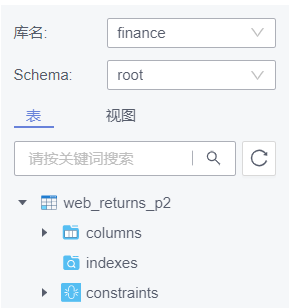 库名: finance
Schema: root
表 视图
请按关键词搜索
web_returns_p2
columns
indexes
constraints